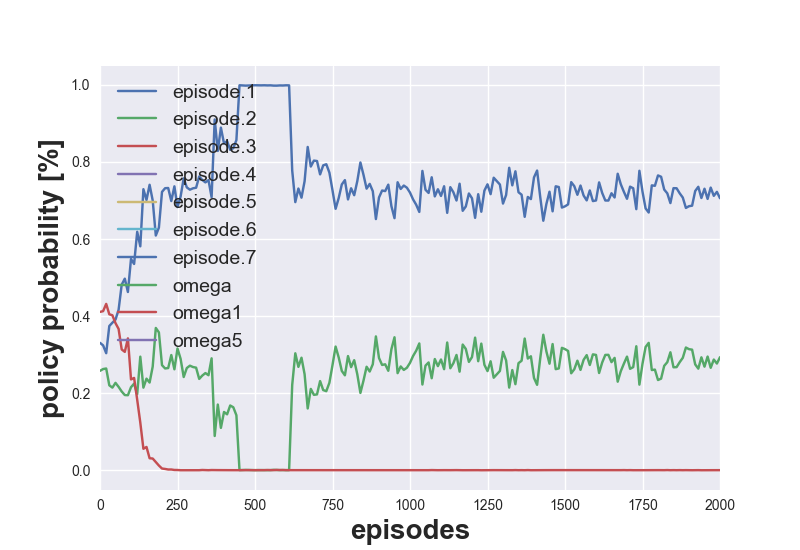 1.0
0.8
0.6
0.4
0.2
0.0
policy probability [%]
episode.1
episode.2
episode.3
episode.4
episode.5
episode.6
episode.7
omega
omega1
omega5
0 250 500 750 1000 1250 1500 1750 2000
episodes